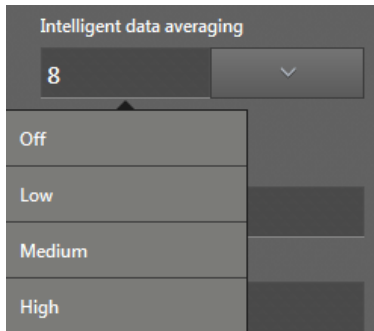 Intelligent data averaging
8
Off
Low
Medium
High